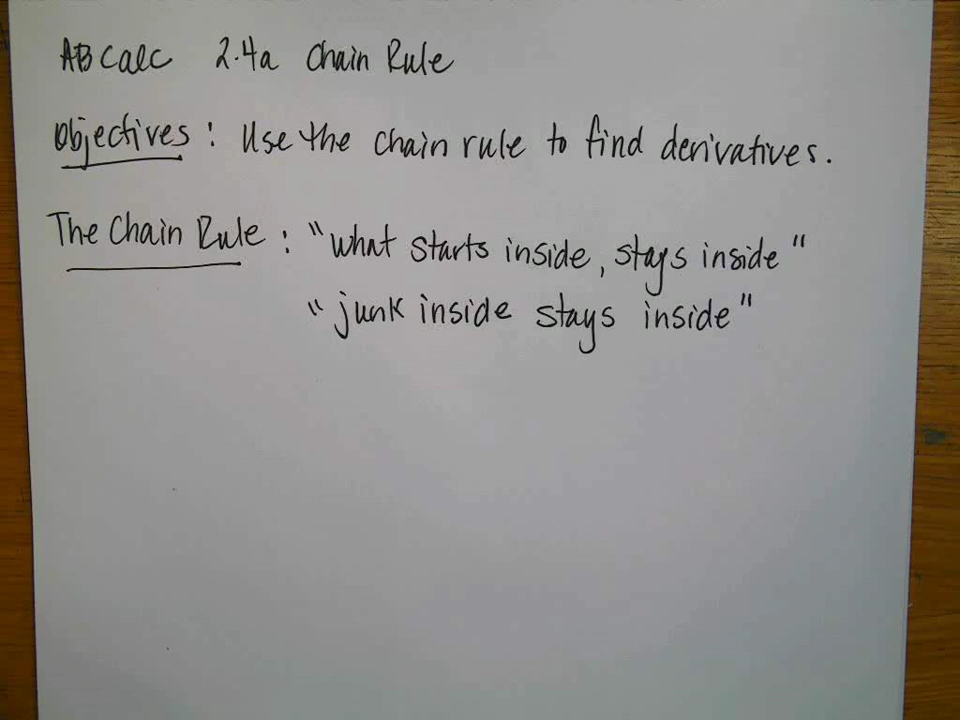 AB Calc 2.4a Chain Rule
Objectives: Use the chain rule to find derivatives.
The Chain Rule: "what starts inside, stays inside"
"junk inside stays inside"